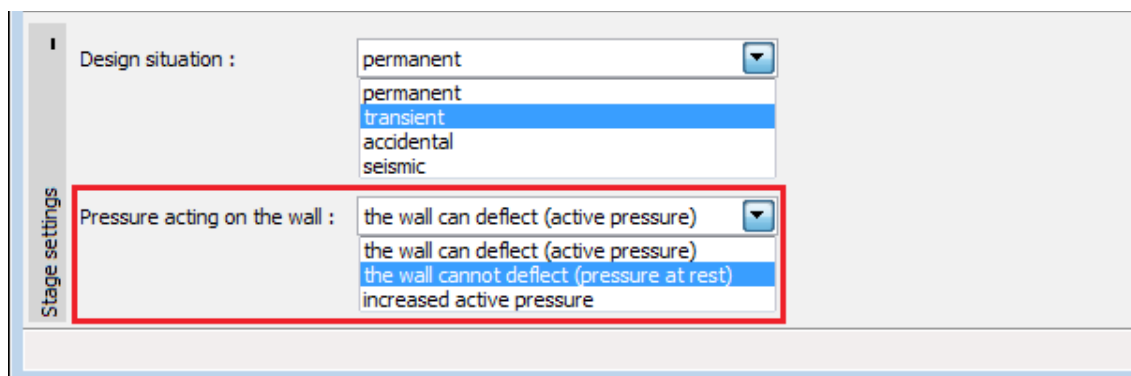 Design situation :
permanent
permanent
transient
accidental
seismic
Stage settings
Pressure acting on the wall :
the wall can deflect (active pressure)
the wall can deflect (active pressure)
the wall cannot deflect (pressure at rest)
increased active pressure